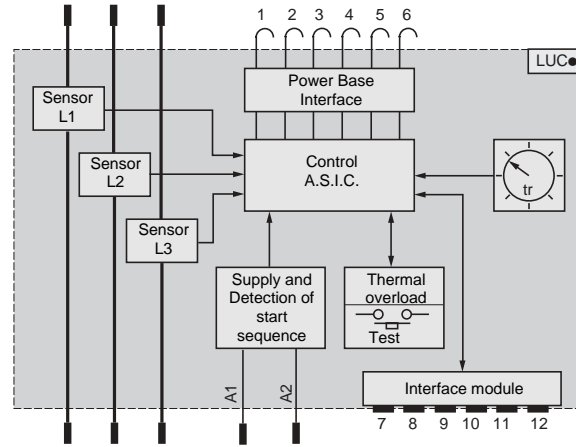 1 2 3 4 5 6
LUC●
Power Base
Interface
Sensor
L1
Control
A.S.I.C.
Sensor
L2
tr
Sensor
L3
Supply and
Detection of
start
sequence
Thermal
overload
Test
A1
A2
Interface module
7 8 9 10 11 12